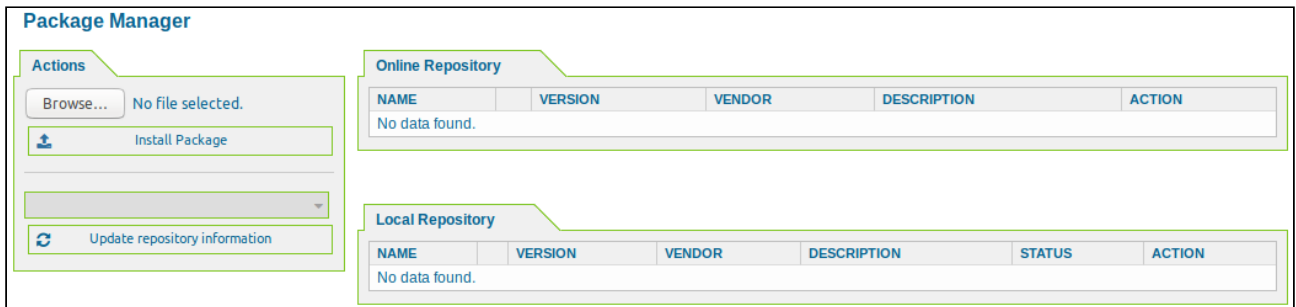 Package Manager
Actions
Browse... No file selected.
Install Package
Update repository information
Online Repository
NAME VERSION VENDOR DESCRIPTION ACTION
No data found.
Local Repository
NAME VERSION VENDOR DESCRIPTION STATUS ACTION
No data found.